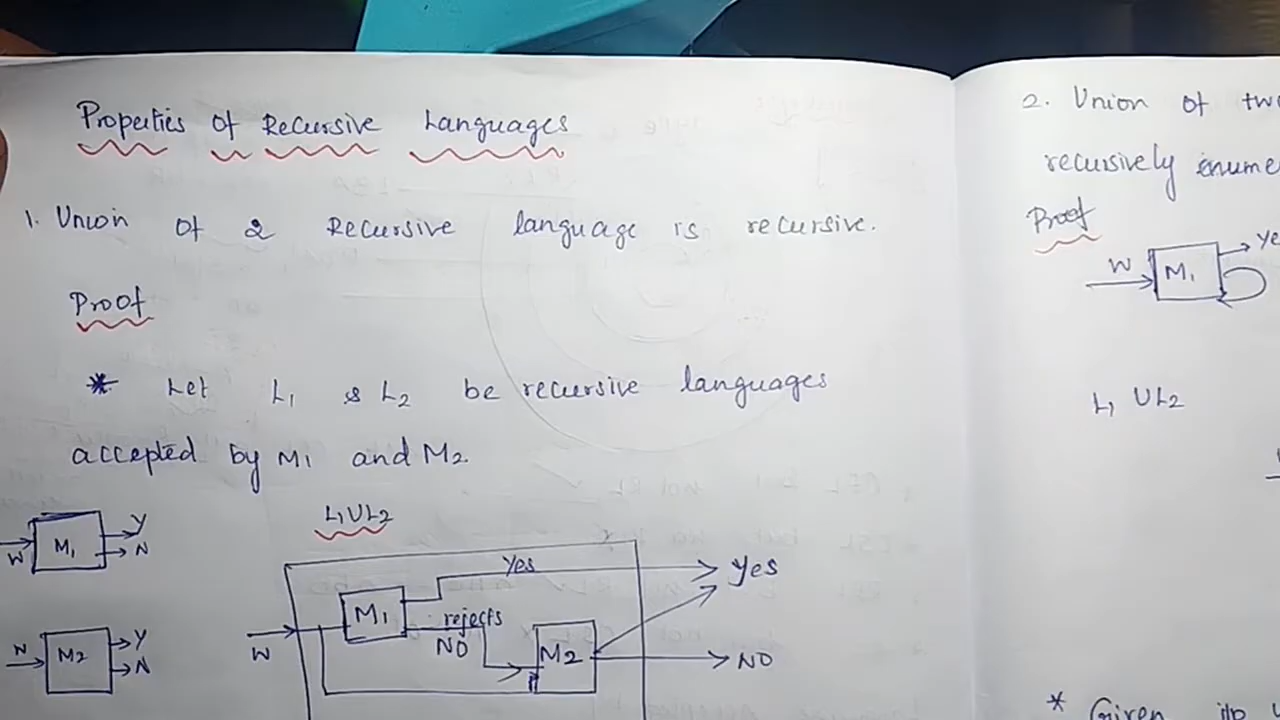 Properties of Recursive Languages
1. Union of 2 Recursive language is recursive.
Proof
* Let L1 & L2 be recursive languages
accepted by M1 and M2
W M1 Y N
W M2 Y N
L1UL2
W M1 Yes rejects NO M2 Yes NO
2. Union of two
recursively enume
Proof
W M1 Ye
L1 UL2
* Given i/p